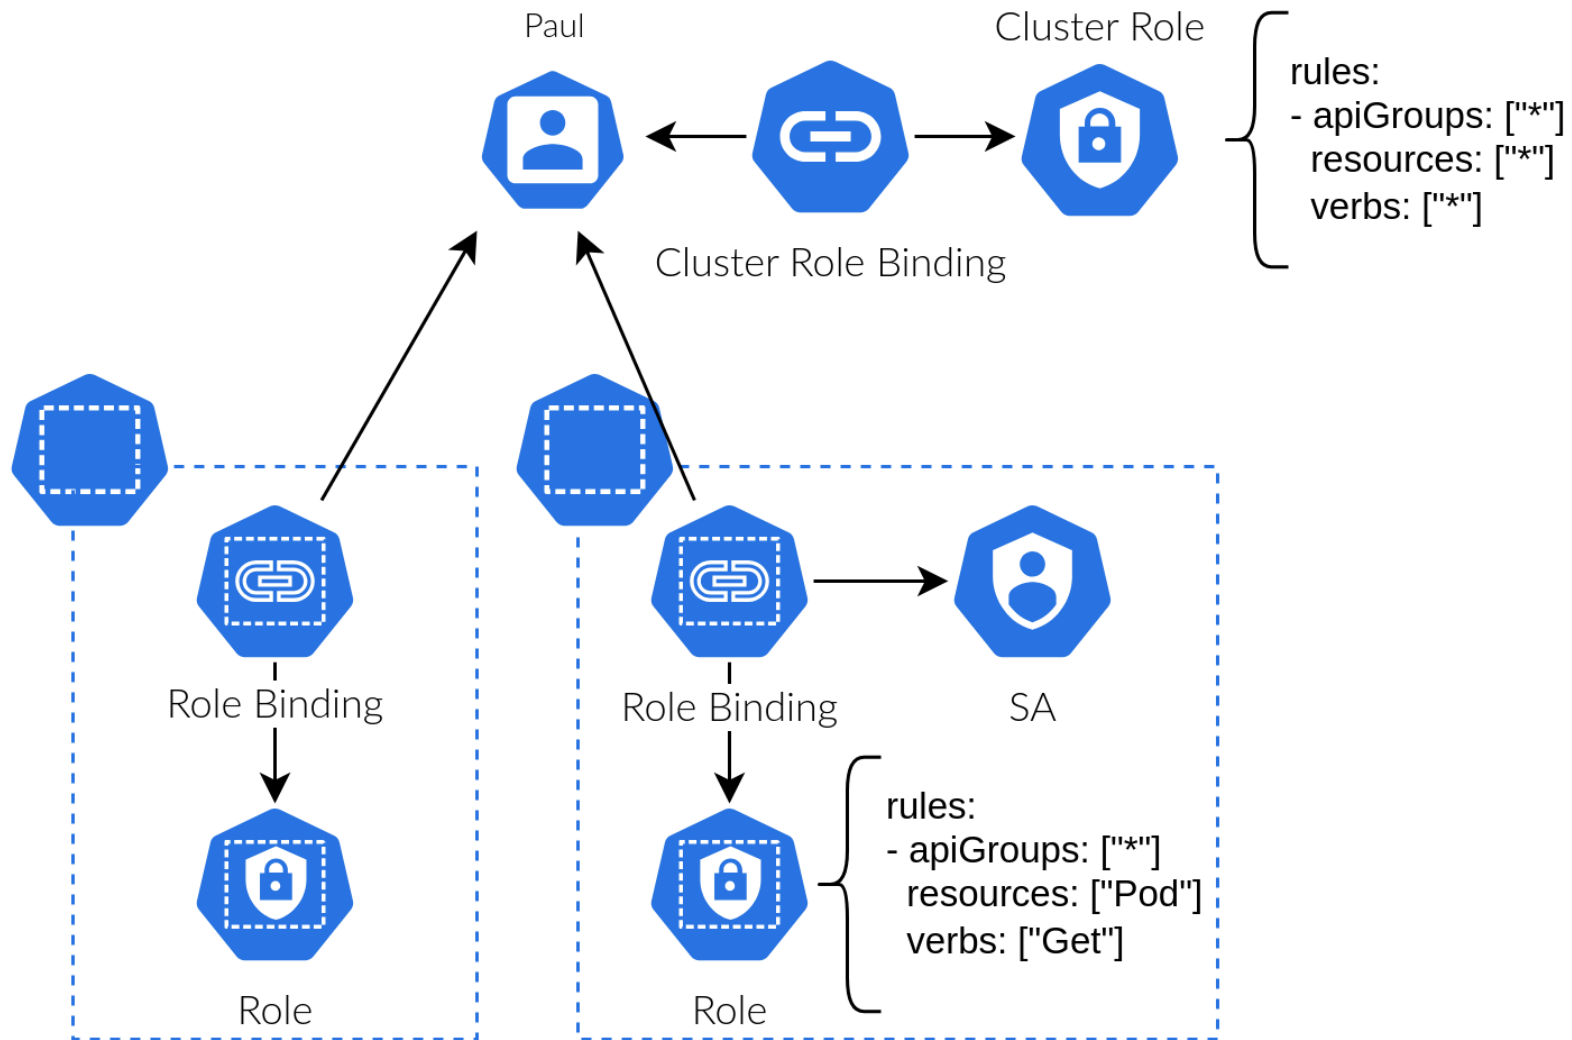 Paul
Cluster Role
rules:
- apiGroups: ["*"]
resources: ["*"]
verbs: ["*"]
Cluster Role Binding
Role Binding
Role
Role Binding
SA
rules:
- apiGroups: ["*"]
resources: ["Pod"]
verbs: ["Get"]
Role